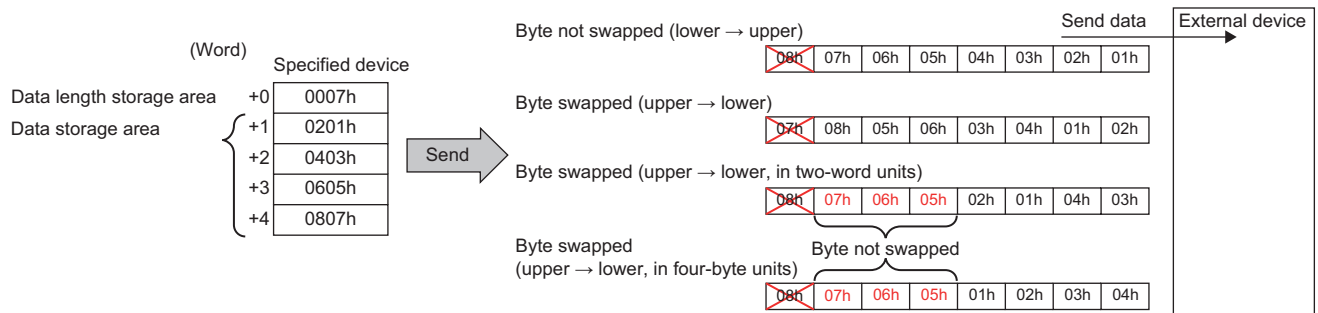 (Word)
Specified device
Data length storage area +0 0007h
Data storage area +1 0201h
+2 0403h
+3 0605h
+4 0807h
Send
Byte not swapped (lower → upper)
08h 07h 06h 05h 04h 03h 02h 01h
Byte swapped (upper → lower)
07h 08h 05h 06h 03h 04h 01h 02h
Byte swapped (upper → lower, in two-word units)
08h 07h 06h 05h 02h 01h 04h 03h
Byte not swapped
Byte swapped
(upper → lower, in four-byte units)
08h 07h 06h 05h 01h 02h 03h 04h
Send data
External device